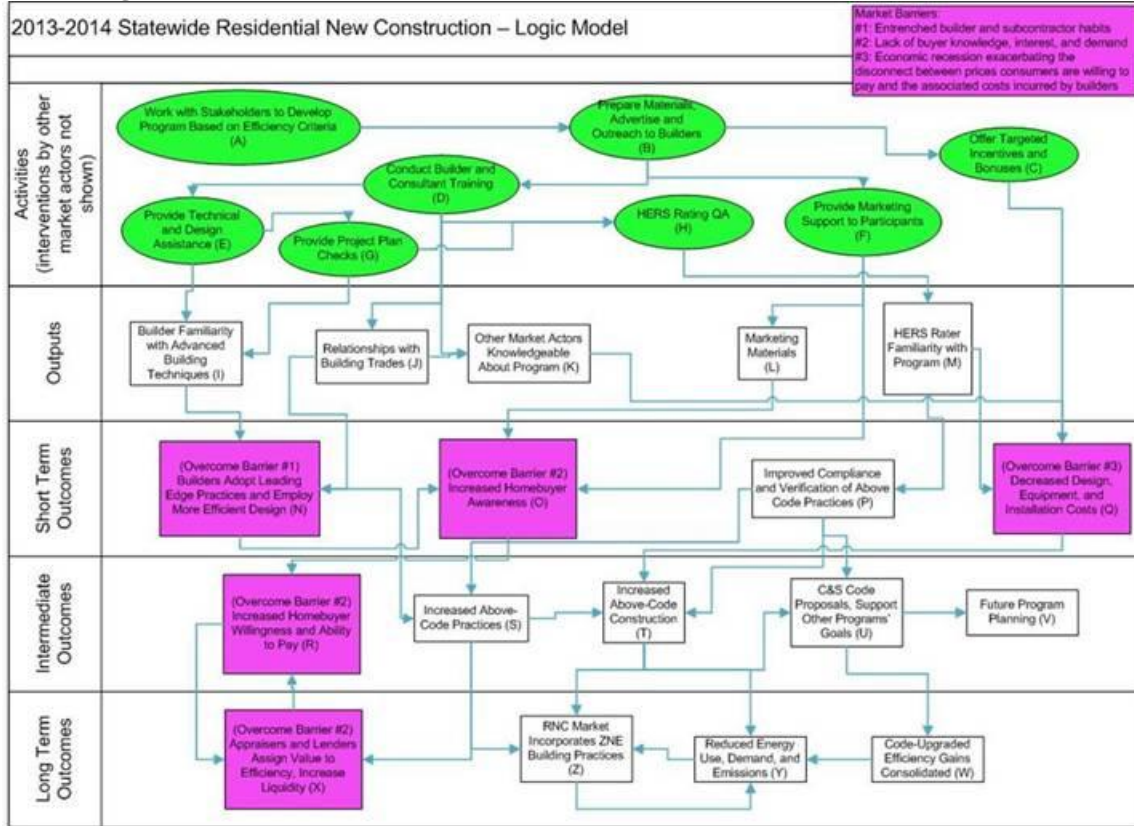 2013-2014 Statewide Residential New Construction – Logic Model
Market Barriers:
#1: Entrenched builder and subcontractor habits
#2: Lack of buyer knowledge, interest, and demand
#3: Economic recession exacerbating the
disconnect between prices consumers are willing to
pay and the associated costs incurred by builders
Activities
(interventions by other
market actors not
shown)
Work with Stakeholders to Develop
Program Based on Efficiency Criteria
(A)
Prepare Materials,
Advertise and
Outreach to Builders
(B)
Offer Targeted
Incentives and
Bonuses (C)
Conduct Builder and
Consultant Training
(D)
Provide Technical
and Design
Assistance (E)
Provide Project Plan
Checks (G)
HERS Rating QA
(H)
Provide Marketing
Support to Participants
(F)
Outputs
Builder Familiarity
with Advanced
Building
Techniques (I)
Relationships with
Building Trades (J)
Other Market Actors
Knowledgeable
About Program (K)
Marketing
Materials
(L)
HERS Rater
Familiarity with
Program (M)
Short Term
Outcomes
(Overcome Barrier #1)
Builders Adopt Leading
Edge Practices and Employ
More Efficient Design (N)
(Overcome Barrier #2)
Increased Homebuyer
Awareness (O)
Improved Compliance
and Verification of Above
Code Practices (P)
(Overcome Barrier #3)
Decreased Design,
Equipment, and
Installation Costs (Q)
Intermediate
Outcomes
(Overcome Barrier #2)
Increased Homebuyer
Willingness and Ability
to Pay (R)
Increased Above-
Code Practices (S)
Increased
Above-Code
Construction (T)
C&S Code
Proposals, Support
Other Programs'
Goals (U)
Future Program
Planning (V)
Long Term
Outcomes
(Overcome Barrier #2)
Appraisers and Lenders
Assign Value to
Efficiency, Increase
Liquidity (X)
RNC Market
Incorporates ZNE
Building Practices
(Z)
Reduced Energy
Use, Demand, and
Emissions (Y)
Code-Upgraded
Efficiency Gains
Consolidated (W)